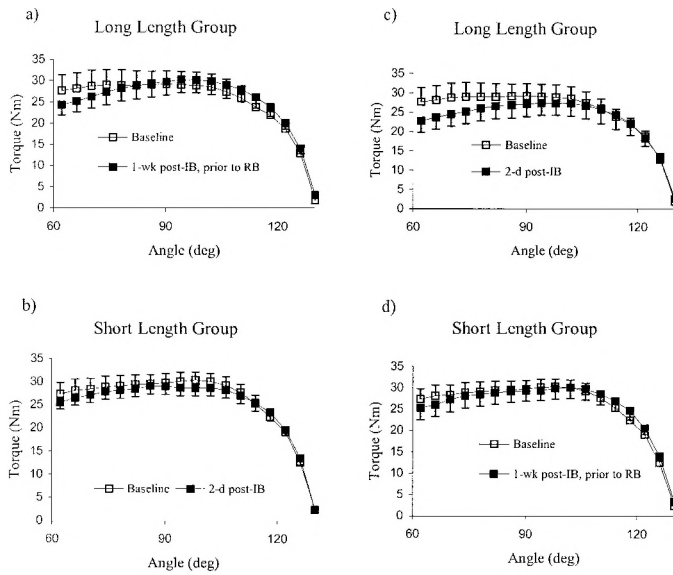 a)
Long Length Group
Torque (Nm)
35
30
25
20
15
10
5
0
Baseline
1-wk post-IB, prior to RB
60
90
120
Angle (deg)
c)
Long Length Group
Torque (Nm)
35
30
25
20
15
10
5
0
Baseline
2-d post-IB
60
90
120
Angle (deg)
b)
Short Length Group
Torque (Nm)
35
30
25
20
15
10
5
0
Baseline
2-d post-IB
60
90
120
Angle (deg)
d)
Short Length Group
Torque (Nm)
35
30
25
20
15
10
5
0
Baseline
1-wk post-IB, prior to RB
60
90
120
Angle (deg)